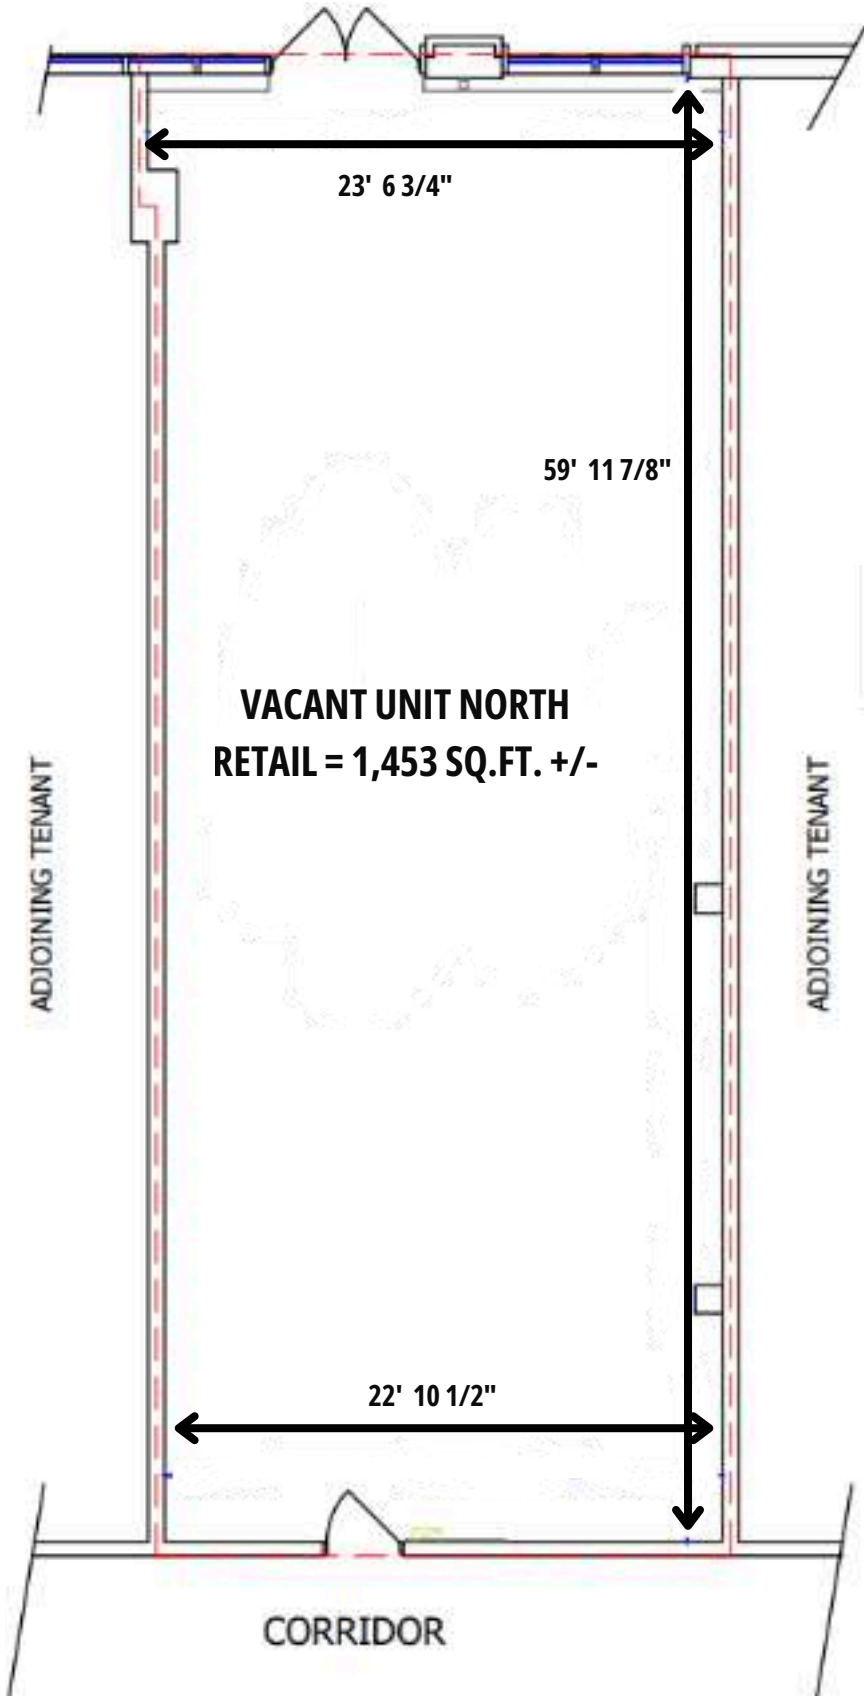 23' 6 3/4"
59' 11 7/8"
VACANT UNIT NORTH
RETAIL = 1,453 SQ.FT. +/-
ADJOINING TENANT
ADJOINING TENANT
22' 10 1/2"
CORRIDOR